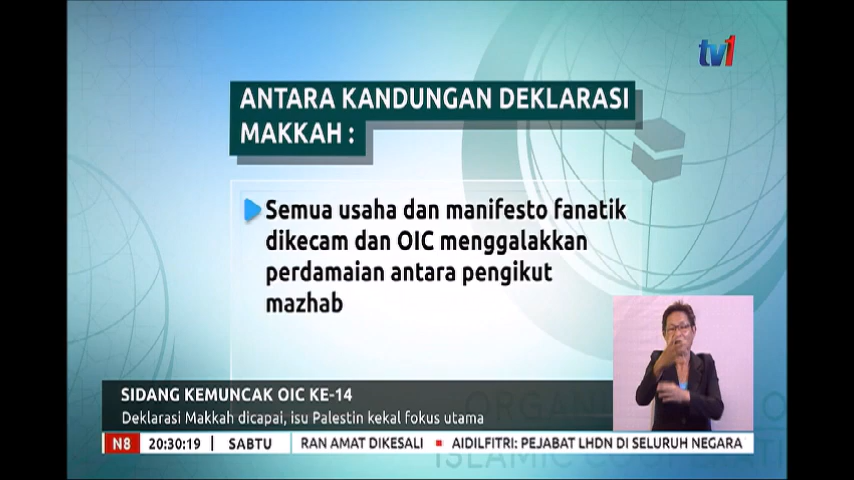 tv1
ANTARA KANDUNGAN DEKLARASI
MAKKAH :
Semua usaha dan manifesto fanatik
dikecam dan OIC menggalakkan
perdamaian antara pengikut
mazhab
SIDANG KEMUNCAK OIC KE-14
Deklarasi Makkah dicapai, isu Palestin kekal fokus utama
N8 20:30:19 | SABTU RAN AMAT DIKESALI ▪ AIDILFITRI: PEJABAT LHDN DI SELURUH NEGARA